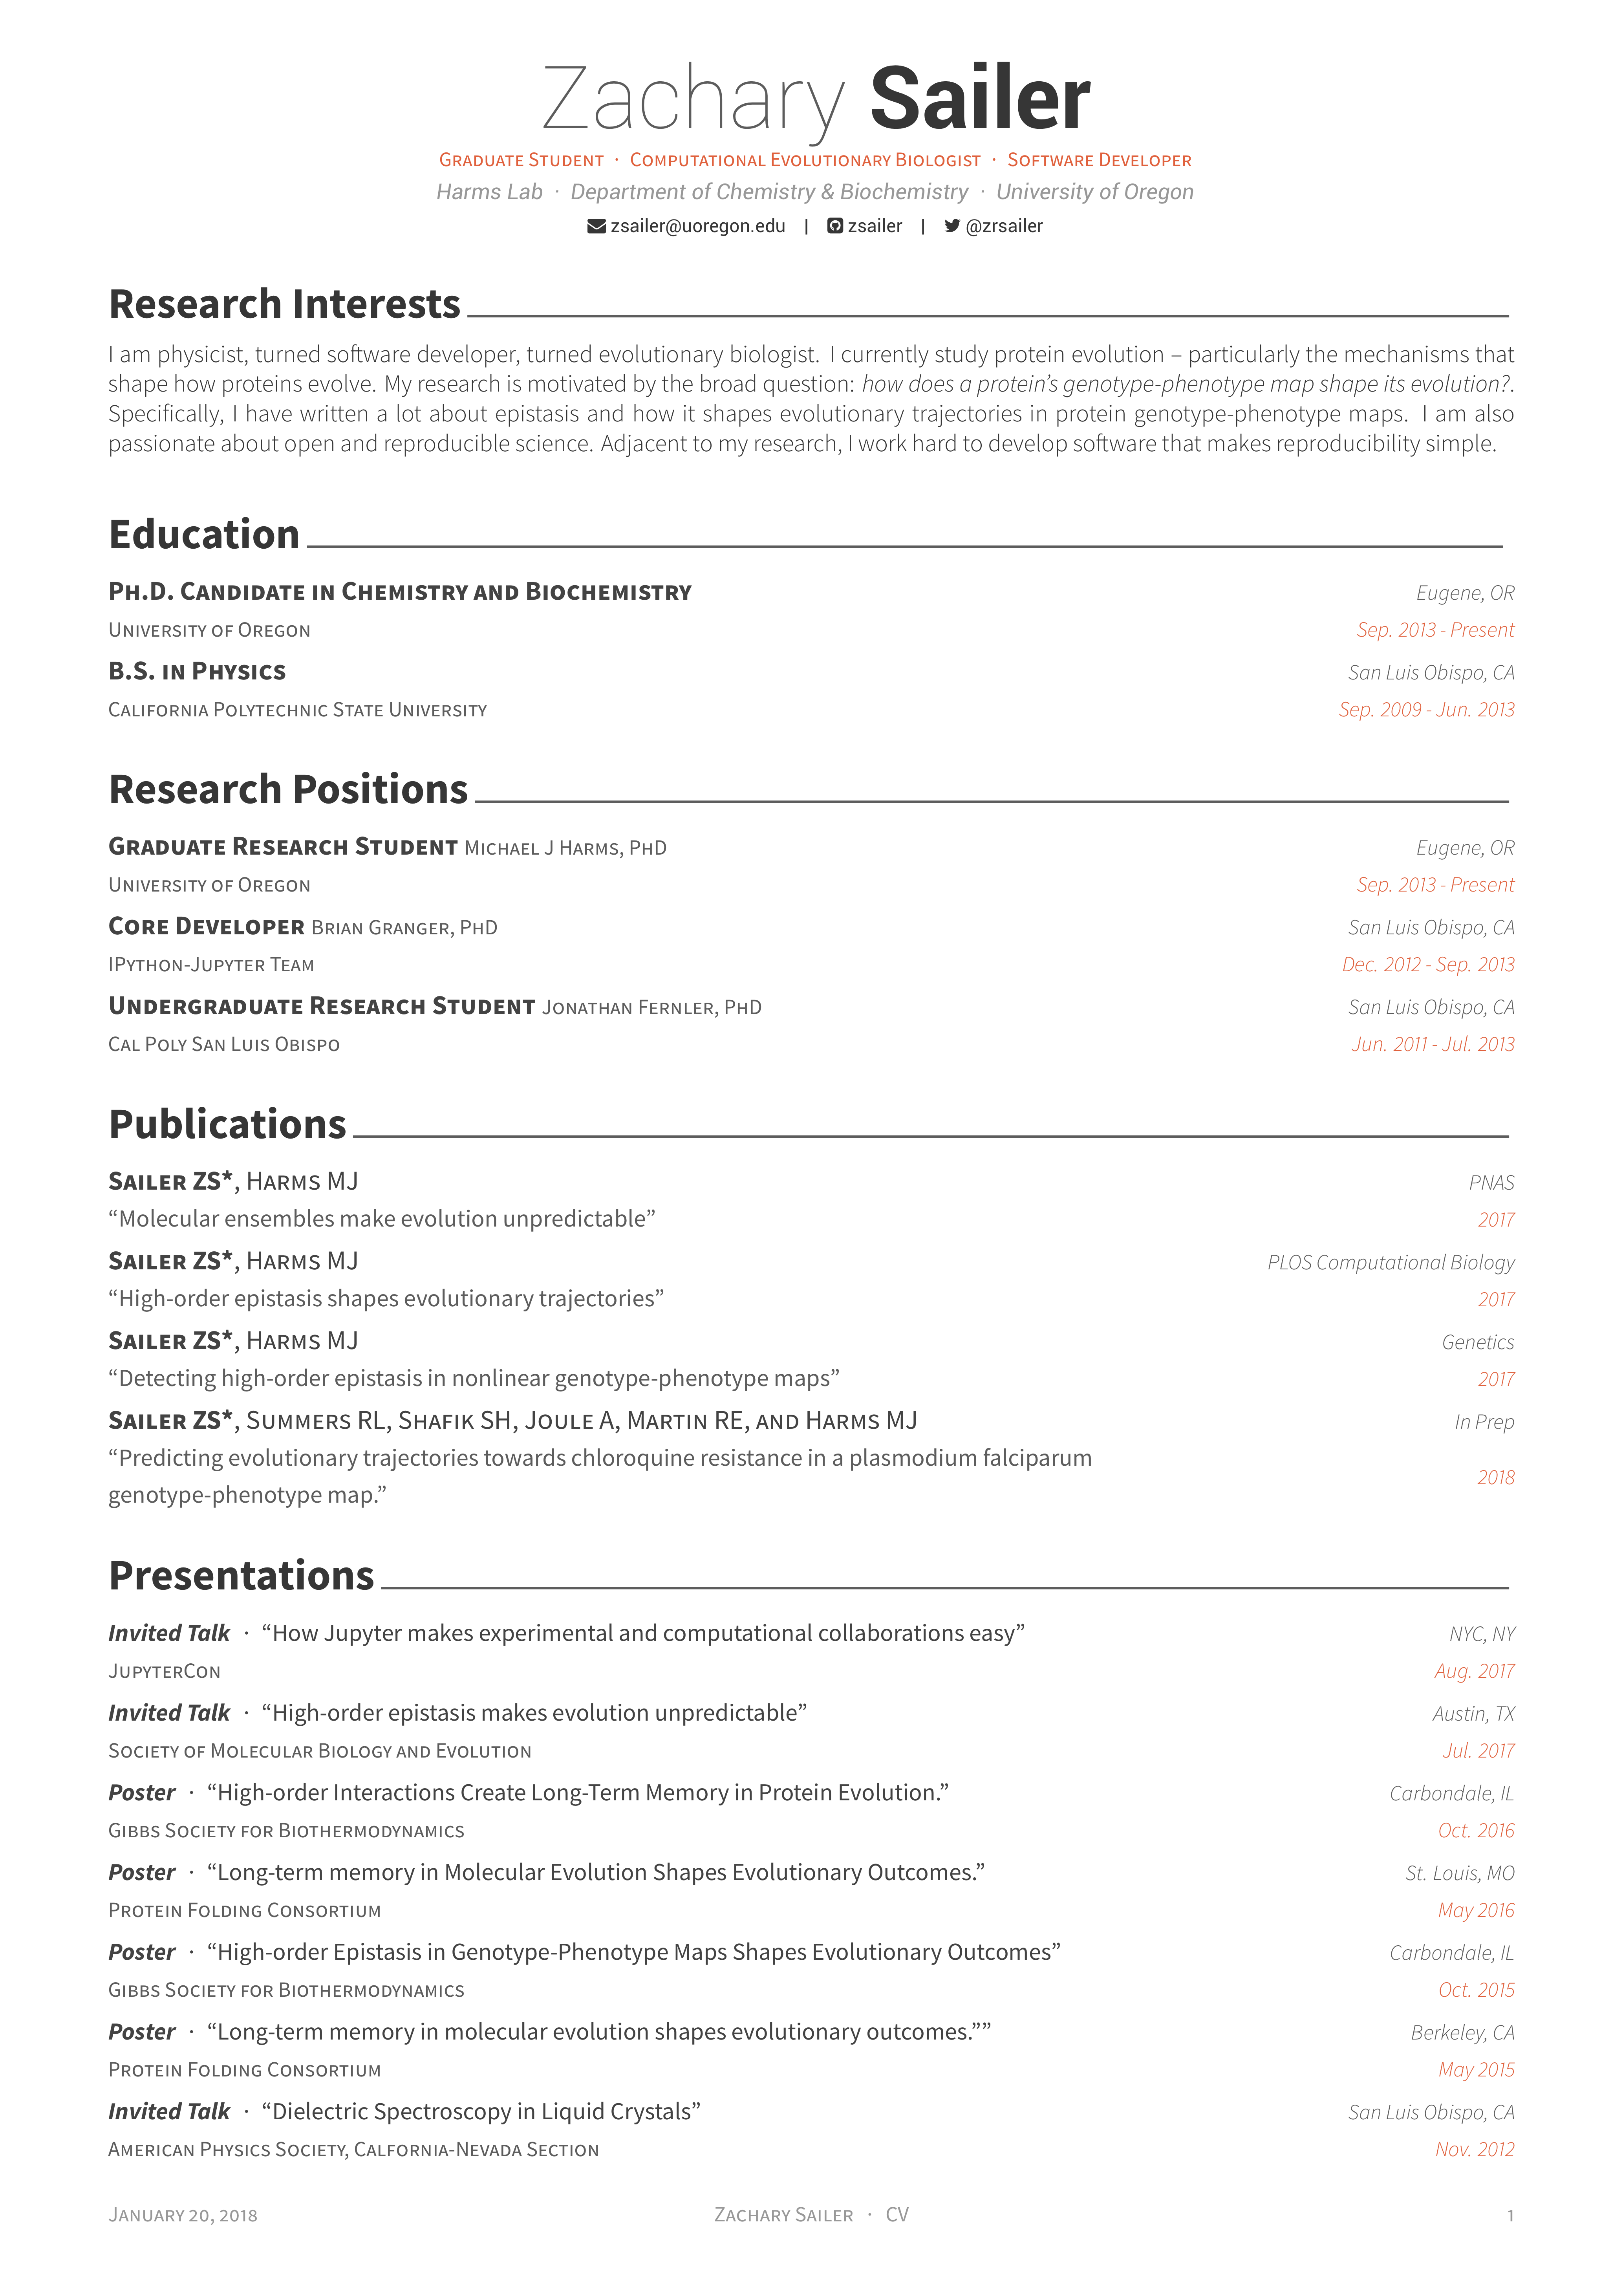 Zachary Sailer
Graduate Student · Computational Evolutionary Biologist · Software Developer
Harms Lab · Department of Chemistry & Biochemistry · University of Oregon
zsailer@uoregon.edu | zsailer | @zrsailer
Research Interests
I am physicist, turned software developer, turned evolutionary biologist. I currently study protein evolution – particularly the mechanisms that
shape how proteins evolve. My research is motivated by the broad question: how does a protein’s genotype-phenotype map shape its evolution?.
Specifically, I have written a lot about epistasis and how it shapes evolutionary trajectories in protein genotype-phenotype maps. I am also
passionate about open and reproducible science. Adjacent to my research, I work hard to develop software that makes reproducibility simple.
Education
Ph.D. Candidate in Chemistry and Biochemistry Eugene, OR
University of Oregon Sep. 2013 - Present
B.S. in Physics San Luis Obispo, CA
California Polytechnic State University Sep. 2009 - Jun. 2013
Research Positions
Graduate Research Student Michael J Harms, PhD Eugene, OR
University of Oregon Sep. 2013 - Present
Core Developer Brian Granger, PhD San Luis Obispo, CA
IPython-Jupyter Team Dec. 2012 - Sep. 2013
Undergraduate Research Student Jonathan Fernler, PhD San Luis Obispo, CA
Cal Poly San Luis Obispo Jun. 2011 - Jul. 2013
Publications
Sailer ZS*, Harms MJ PNAS
“Molecular ensembles make evolution unpredictable” 2017
Sailer ZS*, Harms MJ PLOS Computational Biology
“High-order epistasis shapes evolutionary trajectories” 2017
Sailer ZS*, Harms MJ Genetics
“Detecting high-order epistasis in nonlinear genotype-phenotype maps” 2017
Sailer ZS*, Summers RL, Shafik SH, Joule A, Martin RE, and Harms MJ In Prep
“Predicting evolutionary trajectories towards chloroquine resistance in a plasmodium falciparum
genotype-phenotype map.” 2018
Presentations
Invited Talk · “How Jupyter makes experimental and computational collaborations easy” NYC, NY
JupyterCon Aug. 2017
Invited Talk · “High-order epistasis makes evolution unpredictable” Austin, TX
Society of Molecular Biology and Evolution Jul. 2017
Poster · “High-order Interactions Create Long-Term Memory in Protein Evolution.” Carbondale, IL
Gibbs Society for Biothermodynamics Oct. 2016
Poster · “Long-term memory in Molecular Evolution Shapes Evolutionary Outcomes.” St. Louis, MO
Protein Folding Consortium May 2016
Poster · “High-order Epistasis in Genotype-Phenotype Maps Shapes Evolutionary Outcomes” Carbondale, IL
Gibbs Society for Biothermodynamics Oct. 2015
Poster · “Long-term memory in molecular evolution shapes evolutionary outcomes.”” Berkeley, CA
Protein Folding Consortium May 2015
Invited Talk · “Dielectric Spectroscopy in Liquid Crystals” San Luis Obispo, CA
American Physics Society, Calfornia-Nevada Section Nov. 2012
January 20, 2018 Zachary Sailer · CV 1